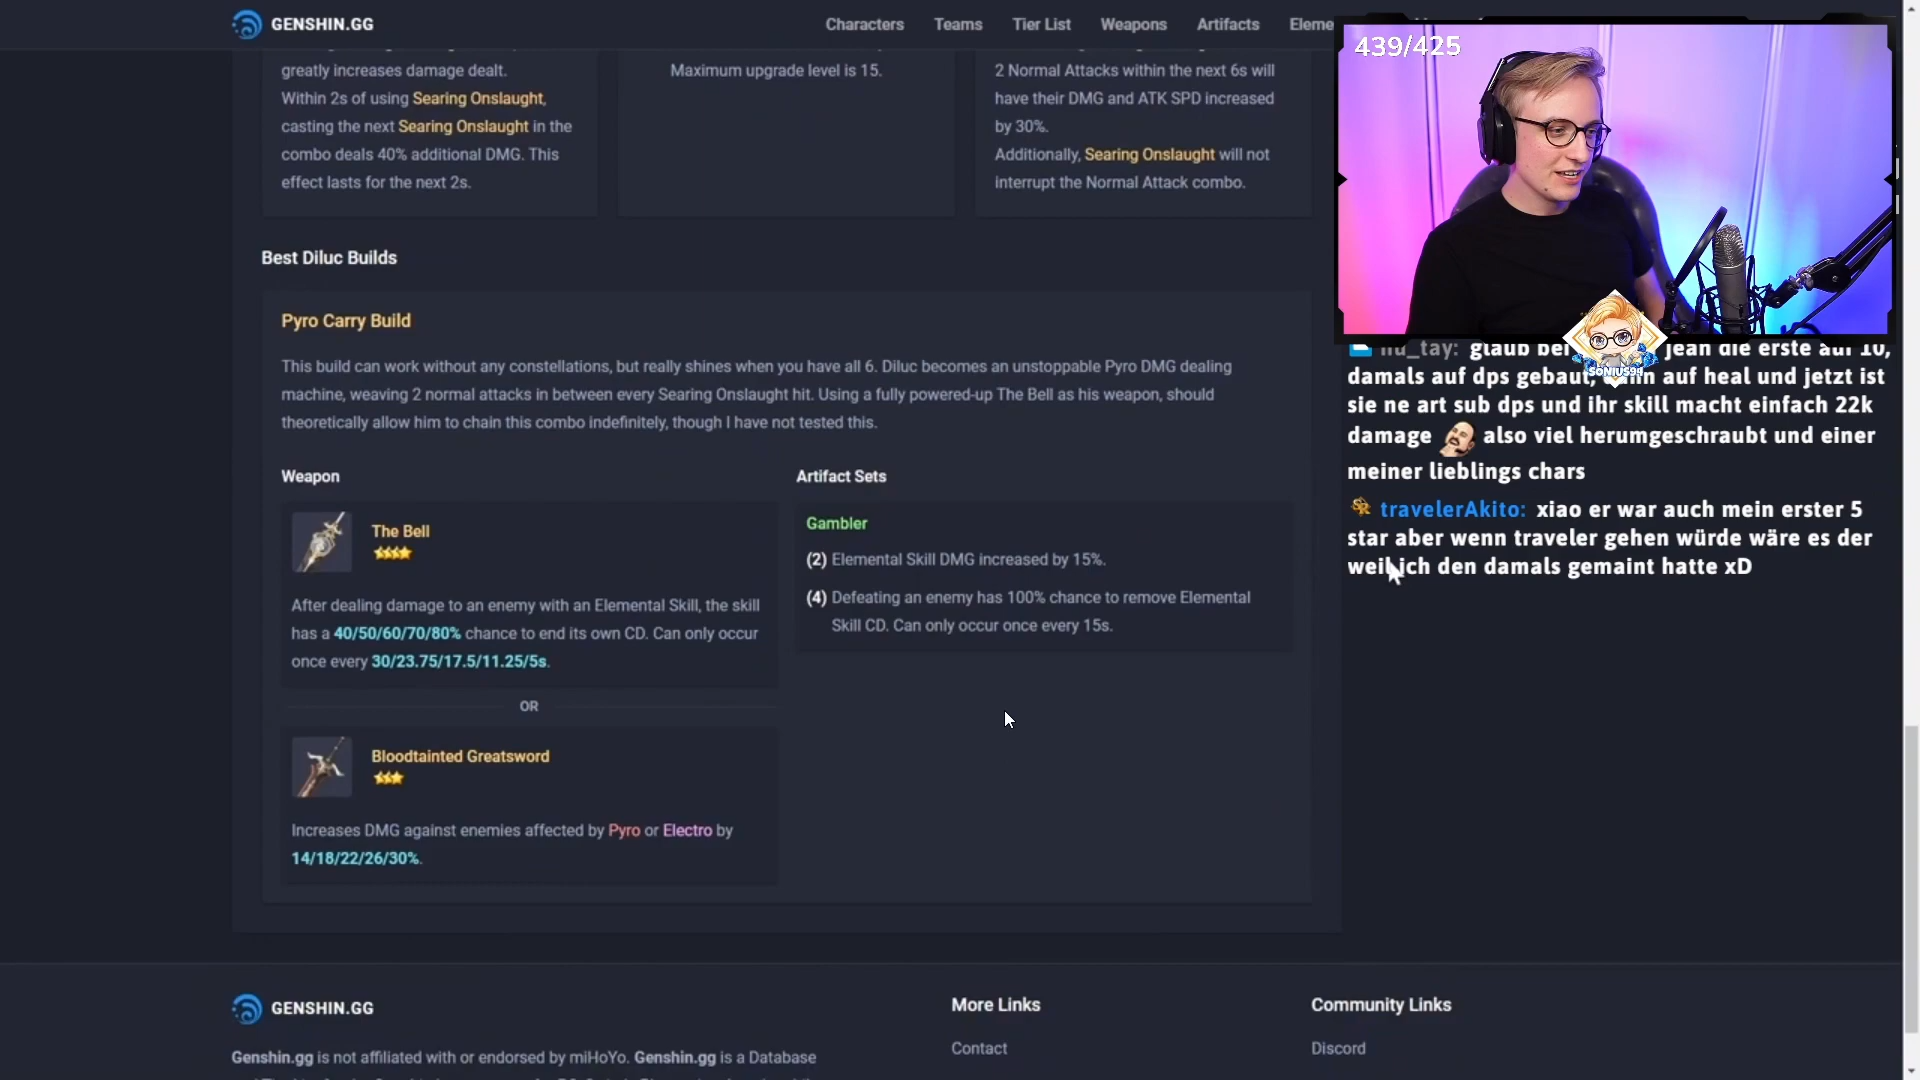 GENSHIN.GG
Characters Teams Tier List Weapons Artifacts
439/425
greatly increases damage dealt.
Within 2s of using Searing Onslaught,
casting the next Searing Onslaught in the
combo deals 40% additional DMG. This
effect lasts for the next 2s.
Maximum upgrade level is 15.
2 Normal Attacks within the next 6s will
have their DMG and ATK SPD increased
by 30%.
Additionally, Searing Onslaught will not
interrupt the Normal Attack combo.
Best Diluc Builds
Pyro Carry Build
This build can work without any constellations, but really shines when you have all 6. Diluc becomes an unstoppable Pyro DMG dealing
machine, weaving 2 normal attacks in between every Searing Onslaught hit. Using a fully powered-up The Bell as his weapon, should
theoretically allow him to chain this combo indefinitely, though I have not tested this.
Weapon
The Bell
After dealing damage to an enemy with an Elemental Skill, the skill
has a 40/50/60/70/80% chance to end its own CD. Can only occur
once every 30/23.75/17.5/11.25/5s.
OR
Bloodtainted Greatsword
Increases DMG against enemies affected by Pyro or Electro by
14/18/22/26/30%.
Artifact Sets
Gambler
(2) Elemental Skill DMG increased by 15%.
(4) Defeating an enemy has 100% chance to remove Elemental
Skill CD. Can only occur once every 15s.
SONIUS94
glaub bei jean die erste auf 10,
damals auf dps gebaut, auf heal und jetzt ist
sie ne art sub dps und ihr skill macht einfach 22k
damage also viel herumgeschraubt und einer
meiner lieblings chars
travelerAkito: xiao er war auch mein erster 5
star aber wenn traveler gehen würde wäre es der
weil ich den damals gemaint hatte xD
GENSHIN.GG
Genshin.gg is not affiliated with or endorsed by miHoYo. Genshin.gg is a Database
More Links
Contact
Community Links
Discord